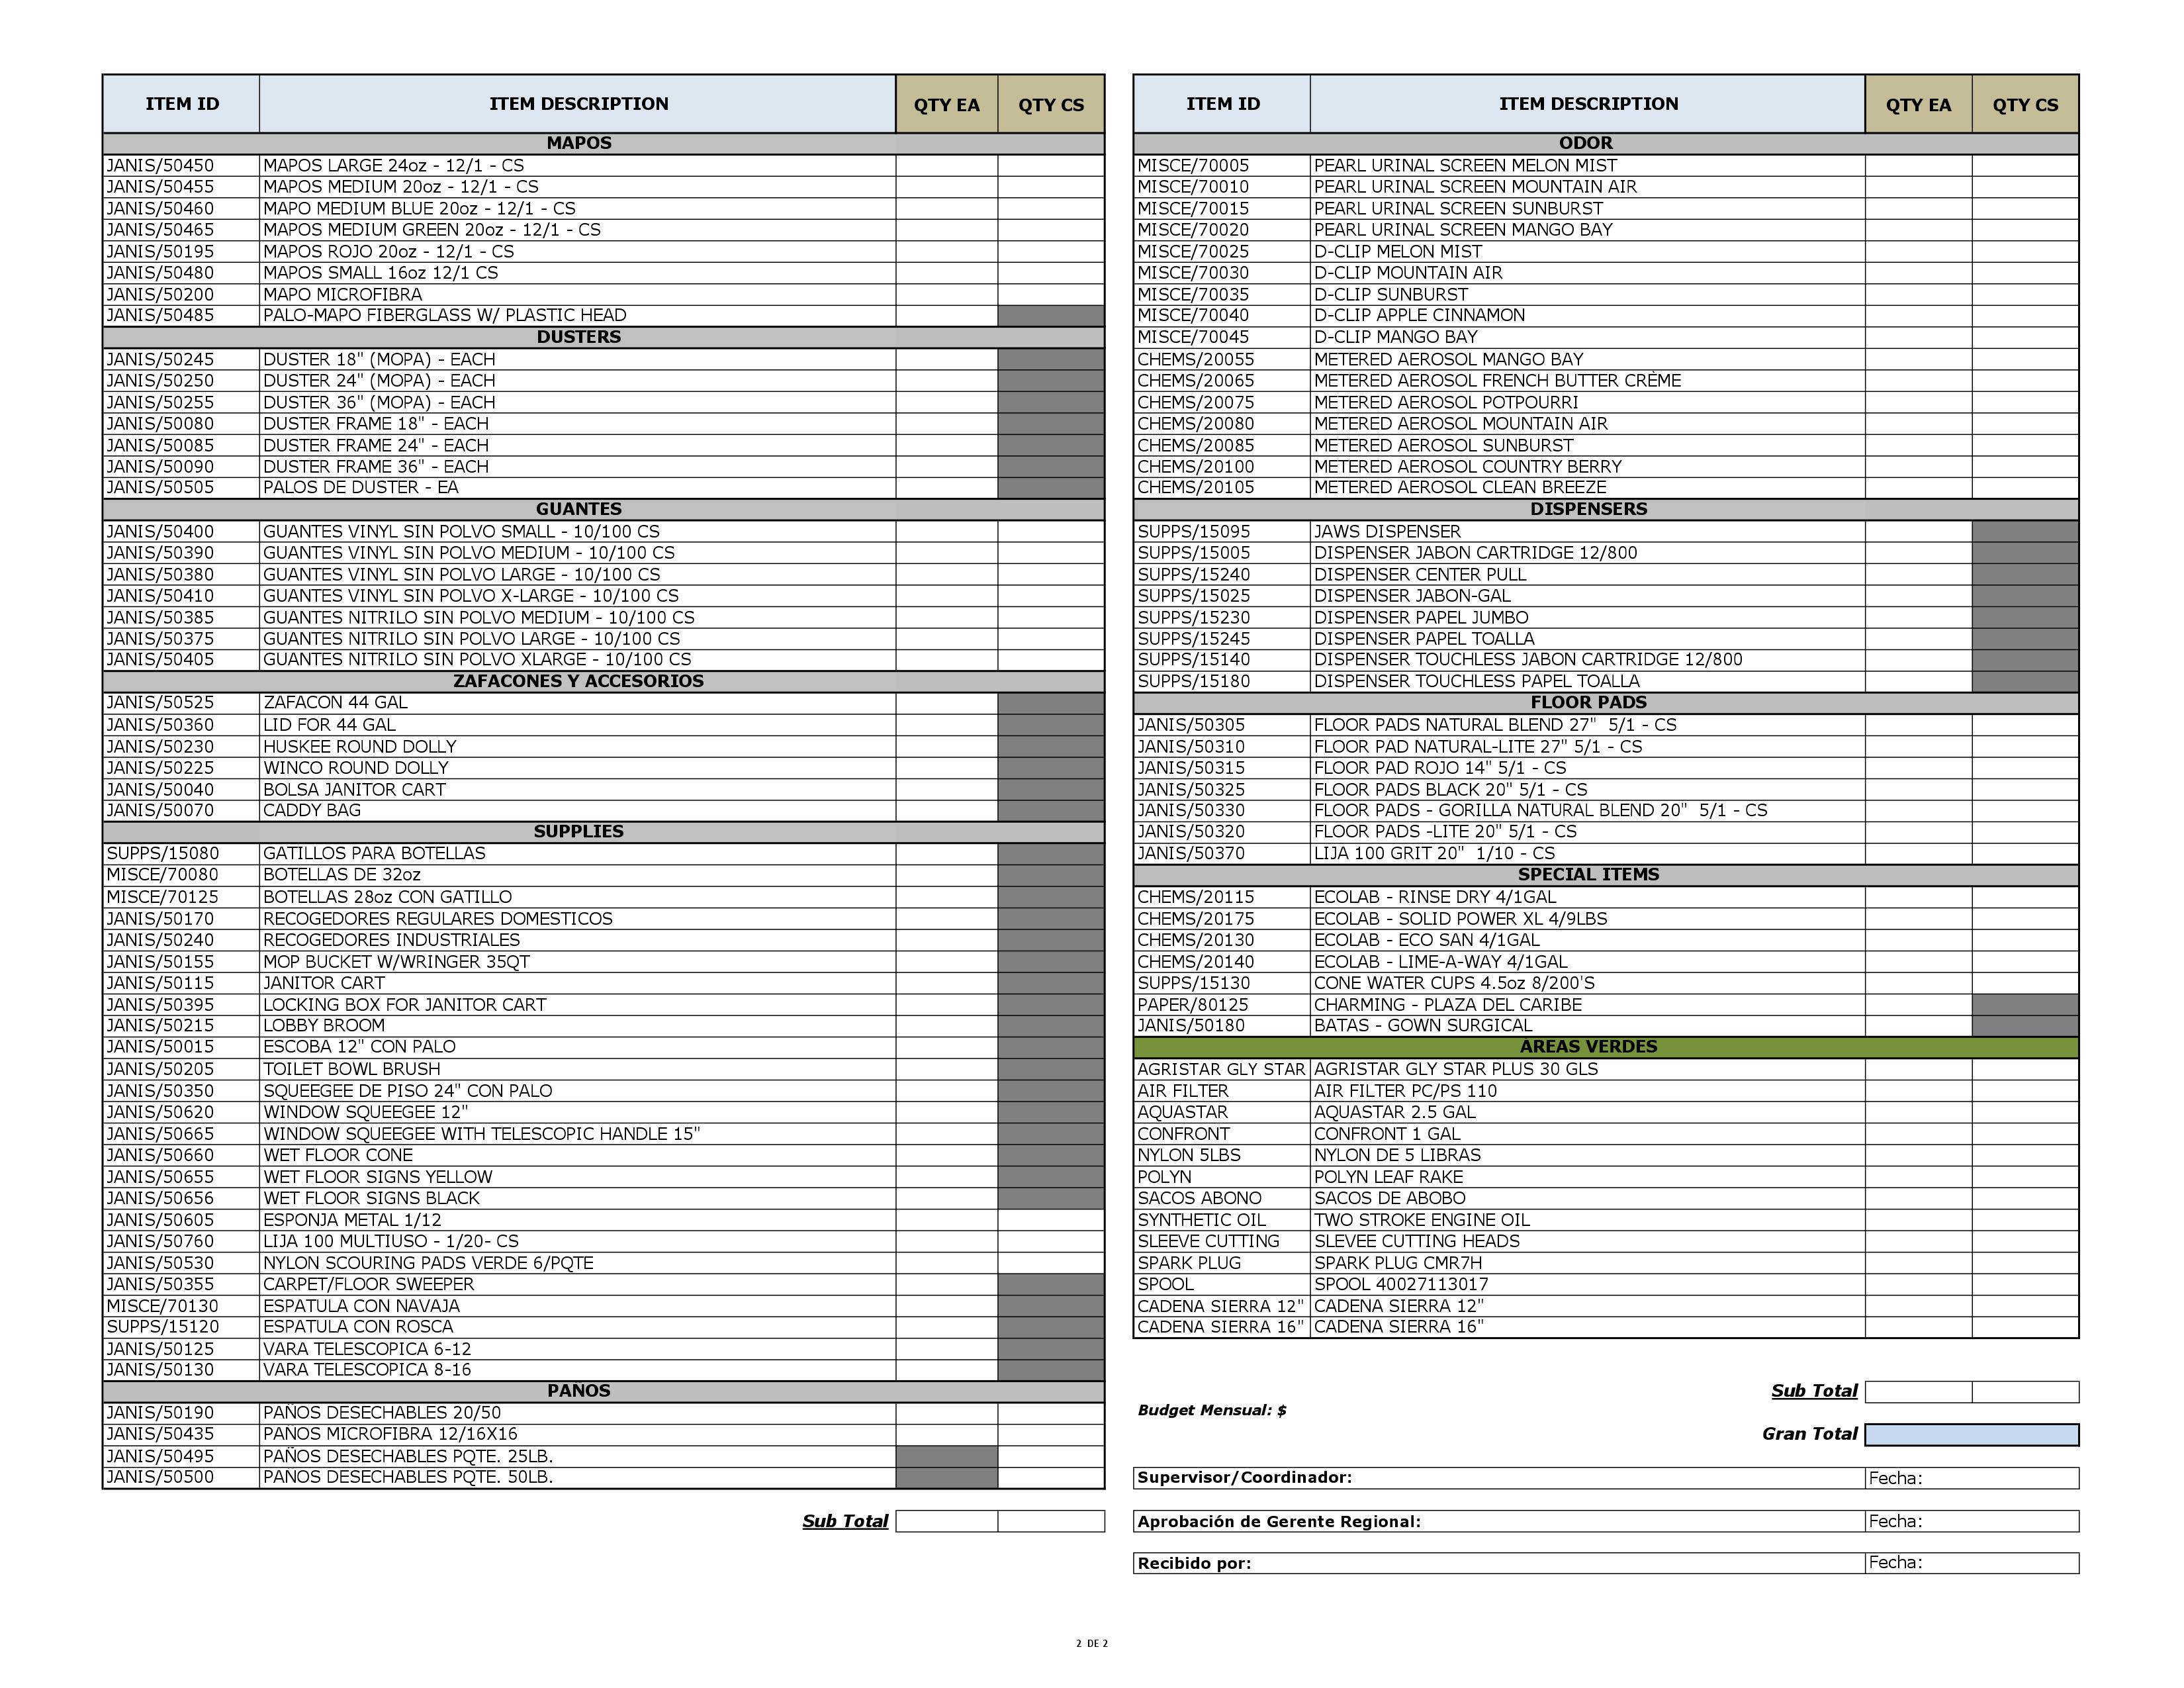 ITEM ID ITEM DESCRIPTION QTY EA QTY CS
MAPOS
JANIS/50450 MAPOS LARGE 24oz - 12/1 - CS
JANIS/50455 MAPOS MEDIUM 20oz - 12/1 - CS
JANIS/50460 MAPO MEDIUM BLUE 20oz - 12/1 - CS
JANIS/50465 MAPOS MEDIUM GREEN 20oz - 12/1 - CS
JANIS/50195 MAPOS ROJO 20oz - 12/1 - CS
JANIS/50480 MAPOS SMALL 16oz 12/1 CS
JANIS/50200 MAPO MICROFIBRA
JANIS/50485 PALO-MAPO FIBERGLASS W/ PLASTIC HEAD
DUSTERS
JANIS/50245 DUSTER 18" (MOPA) - EACH
JANIS/50250 DUSTER 24" (MOPA) - EACH
JANIS/50255 DUSTER 36" (MOPA) - EACH
JANIS/50080 DUSTER FRAME 18" - EACH
JANIS/50085 DUSTER FRAME 24" - EACH
JANIS/50090 DUSTER FRAME 36" - EACH
JANIS/50505 PALOS DE DUSTER - EA
GUANTES
JANIS/50400 GUANTES VINYL SIN POLVO SMALL - 10/100 CS
JANIS/50390 GUANTES VINYL SIN POLVO MEDIUM - 10/100 CS
JANIS/50380 GUANTES VINYL SIN POLVO LARGE - 10/100 CS
JANIS/50410 GUANTES VINYL SIN POLVO X-LARGE - 10/100 CS
JANIS/50385 GUANTES NITRILO SIN POLVO MEDIUM - 10/100 CS
JANIS/50375 GUANTES NITRILO SIN POLVO LARGE - 10/100 CS
JANIS/50405 GUANTES NITRILO SIN POLVO XLARGE - 10/100 CS
ZAFACONES Y ACCESORIOS
JANIS/50525 ZAFACON 44 GAL
JANIS/50360 LID FOR 44 GAL
JANIS/50230 HUSKEE ROUND DOLLY
JANIS/50225 WINCO ROUND DOLLY
JANIS/50040 BOLSA JANITOR CART
JANIS/50070 CADDY BAG
SUPPLIES
SUPPS/15080 GATILLOS PARA BOTELLAS
MISCE/70080 BOTELLAS DE 32oz
MISCE/70125 BOTELLAS 28oz CON GATILLO
JANIS/50170 RECOGEDORES REGULARES DOMESTICOS
JANIS/50240 RECOGEDORES INDUSTRIALES
JANIS/50155 MOP BUCKET W/WRINGER 35QT
JANIS/50115 JANITOR CART
JANIS/50395 LOCKING BOX FOR JANITOR CART
JANIS/50215 LOBBY BROOM
JANIS/50015 ESCOBA 12" CON PALO
JANIS/50205 TOILET BOWL BRUSH
JANIS/50350 SQUEEGEE DE PISO 24" CON PALO
JANIS/50620 WINDOW SQUEEGEE 12"
JANIS/50665 WINDOW SQUEEGEE WITH TELESCOPIC HANDLE 15"
JANIS/50660 WET FLOOR CONE
JANIS/50655 WET FLOOR SIGNS YELLOW
JANIS/50656 WET FLOOR SIGNS BLACK
JANIS/50605 ESPONJA METAL 1/12
JANIS/50760 LIJA 100 MULTIUSO - 1/20- CS
JANIS/50530 NYLON SCOURING PADS VERDE 6/PQTE
JANIS/50355 CARPET/FLOOR SWEEPER
MISCE/70130 ESPATULA CON NAVAJA
SUPPS/15120 ESPATULA CON ROSCA
JANIS/50125 VARA TELESCOPICA 6-12
JANIS/50130 VARA TELESCOPICA 8-16
PAÑOS
JANIS/50190 PAÑOS DESECHABLES 20/50
JANIS/50435 PAÑOS MICROFIBRA 12/16X16
JANIS/50495 PAÑOS DESECHABLES PQTE. 25LB.
JANIS/50500 PAÑOS DESECHABLES PQTE. 50LB.
Sub Total
ITEM ID ITEM DESCRIPTION QTY EA QTY CS
ODOR
MISCE/70005 PEARL URINAL SCREEN MELON MIST
MISCE/70010 PEARL URINAL SCREEN MOUNTAIN AIR
MISCE/70015 PEARL URINAL SCREEN SUNBURST
MISCE/70020 PEARL URINAL SCREEN MANGO BAY
MISCE/70025 D-CLIP MELON MIST
MISCE/70030 D-CLIP MOUNTAIN AIR
MISCE/70035 D-CLIP SUNBURST
MISCE/70040 D-CLIP APPLE CINNAMON
MISCE/70045 D-CLIP MANGO BAY
CHEMS/20055 METERED AEROSOL MANGO BAY
CHEMS/20065 METERED AEROSOL FRENCH BUTTER CRÈME
CHEMS/20075 METERED AEROSOL POTPOURRI
CHEMS/20080 METERED AEROSOL MOUNTAIN AIR
CHEMS/20085 METERED AEROSOL SUNBURST
CHEMS/20100 METERED AEROSOL COUNTRY BERRY
CHEMS/20105 METERED AEROSOL CLEAN BREEZE
DISPENSERS
SUPPS/15095 JAWS DISPENSER
SUPPS/15005 DISPENSER JABON CARTRIDGE 12/800
SUPPS/15240 DISPENSER CENTER PULL
SUPPS/15025 DISPENSER JABON-GAL
SUPPS/15230 DISPENSER PAPEL JUMBO
SUPPS/15245 DISPENSER PAPEL TOALLA
SUPPS/15140 DISPENSER TOUCHLESS JABON CARTRIDGE 12/800
SUPPS/15180 DISPENSER TOUCHLESS PAPEL TOALLA
FLOOR PADS
JANIS/50305 FLOOR PADS NATURAL BLEND 27" 5/1 - CS
JANIS/50310 FLOOR PAD NATURAL-LITE 27" 5/1 - CS
JANIS/50315 FLOOR PAD ROJO 14" 5/1 - CS
JANIS/50325 FLOOR PADS BLACK 20" 5/1 - CS
JANIS/50330 FLOOR PADS - GORILLA NATURAL BLEND 20" 5/1 - CS
JANIS/50320 FLOOR PADS -LITE 20" 5/1 - CS
JANIS/50370 LIJA 100 GRIT 20" 1/10 - CS
SPECIAL ITEMS
CHEMS/20115 ECOLAB - RINSE DRY 4/1GAL
CHEMS/20175 ECOLAB - SOLID POWER XL 4/9LBS
CHEMS/20130 ECOLAB - ECO SAN 4/1GAL
CHEMS/20140 ECOLAB - LIME-A-WAY 4/1GAL
SUPPS/15130 CONE WATER CUPS 4.5oz 8/200'S
PAPER/80125 CHARMING - PLAZA DEL CARIBE
JANIS/50180 BATAS - GOWN SURGICAL
AREAS VERDES
AGRISTAR GLY STAR AGRISTAR GLY STAR PLUS 30 GLS
AIR FILTER AIR FILTER PC/PS 110
AQUASTAR AQUASTAR 2.5 GAL
CONFRONT CONFRONT 1 GAL
NYLON 5LBS NYLON DE 5 LIBRAS
POLYN POLYN LEAF RAKE
SACOS ABONO SACOS DE ABOBO
SYNTHETIC OIL TWO STROKE ENGINE OIL
SLEEVE CUTTING SLEVEE CUTTING HEADS
SPARK PLUG SPARK PLUG CMR7H
SPOOL SPOOL 40027113017
CADENA SIERRA 12" CADENA SIERRA 12"
CADENA SIERRA 16" CADENA SIERRA 16"
Sub Total
Budget Mensual: $
Gran Total
Supervisor/Coordinador: Fecha:
Aprobación de Gerente Regional: Fecha:
Recibido por: Fecha:
2 DE 2